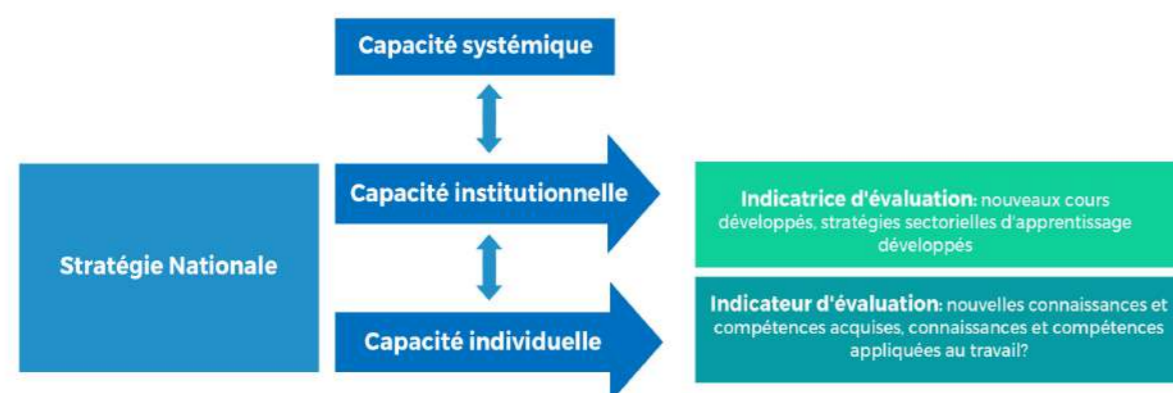 Capacité systémique
Stratégie Nationale
Capacité institutionnelle
Capacité individuelle
Indicatrice d'évaluation: nouveaux cours
développés, stratégies sectorielles d'apprentissage
développés
Indicateur d'évaluation: nouvelles connaissances et
compétences acquises, connaissances et compétences
appliquées au travail?